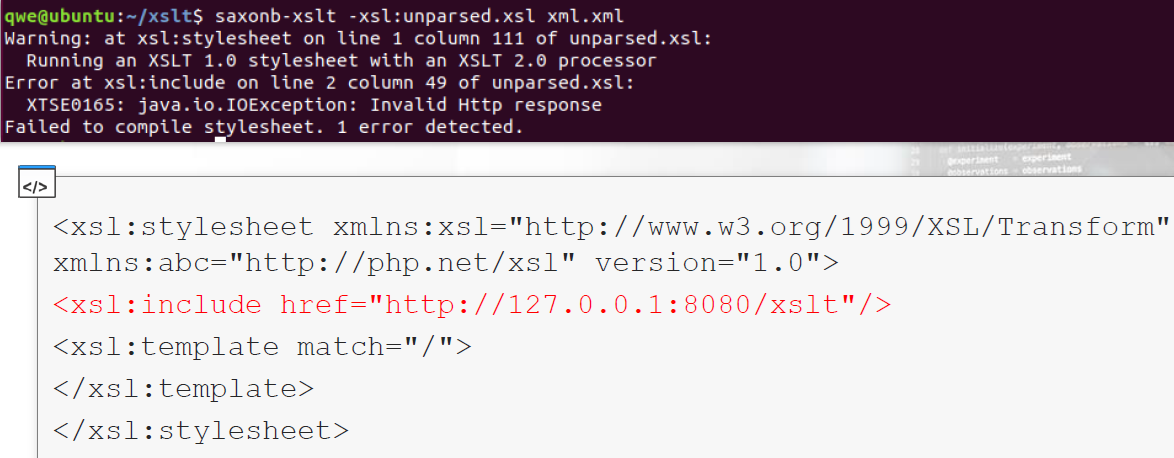 qwe@ubuntu:~/xslt$ saxonb-xslt -xsl:unparsed.xsl xml.xml
Warning: at xsl:stylesheet on line 1 column 111 of unparsed.xsl:
  Running an XSLT 1.0 stylesheet with an XSLT 2.0 processor
Error at xsl:include on line 2 column 49 of unparsed.xsl:
  XTSE0165: java.io.IOException: Invalid Http response
Failed to compile stylesheet. 1 error detected.
@experiment = experiment
@observations = observations
</>
<xsl:stylesheet xmlns:xsl="http://www.w3.org/1999/XSL/Transform"
xmlns:abc="http://php.net/xsl" version="1.0">
<xsl:include href="http://127.0.0.1:8080/xslt"/>
<xsl:template match="/">
</xsl:template>
</xsl:stylesheet>